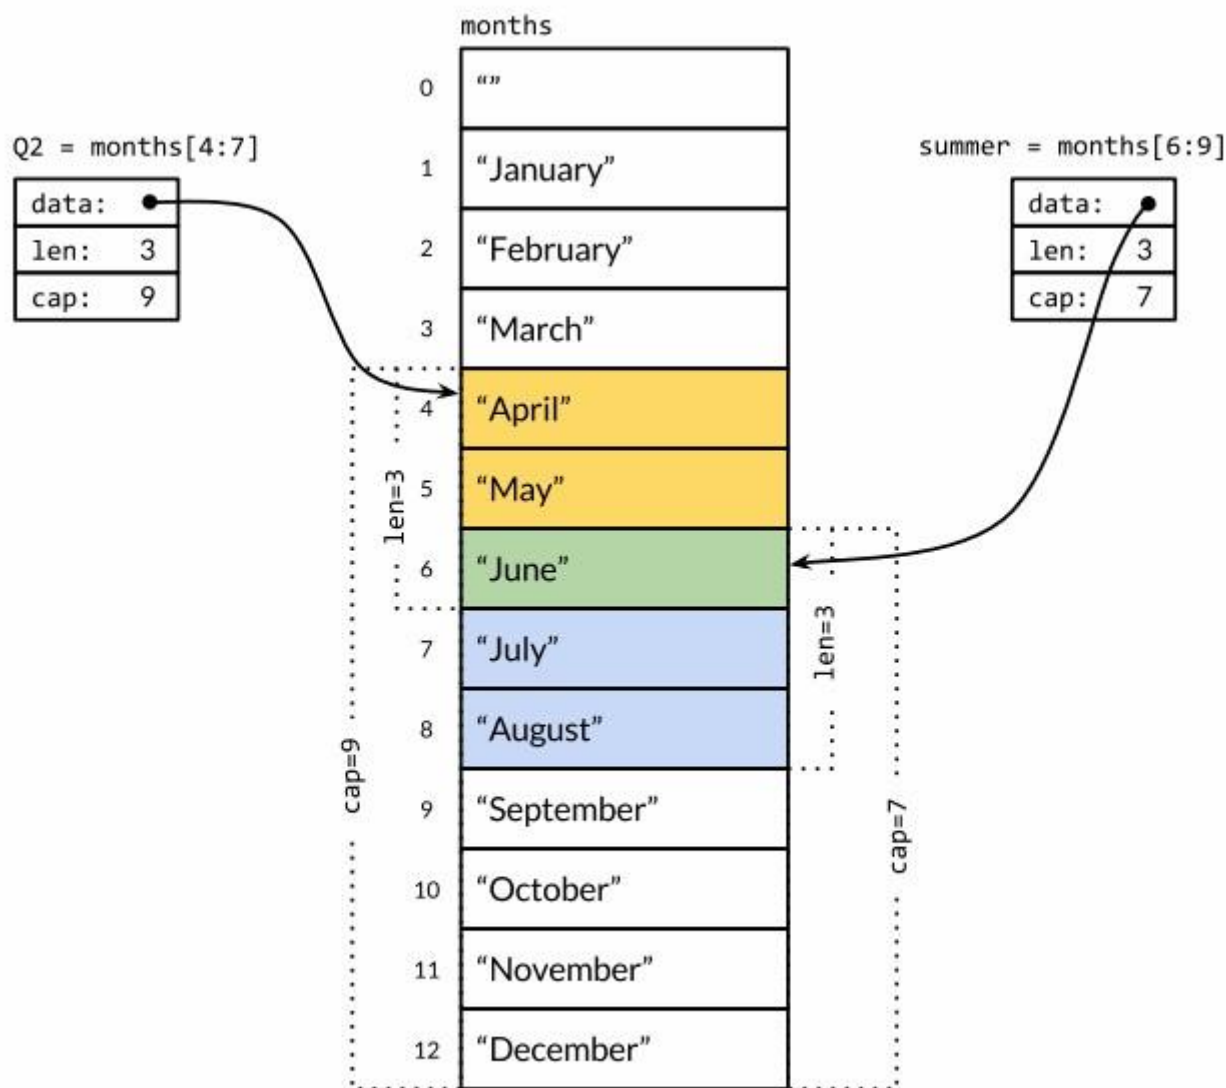 months
0 “”
Q2 = months[4:7]
data:
len: 3
cap: 9
summer = months[6:9]
data:
len: 3
cap: 7
1 “January”
2 “February”
3 “March”
4 “April”
5 “May”
6 “June”
7 “July”
8 “August”
9 “September”
10 “October”
11 “November”
12 “December”
len=3
cap=9
len=3
cap=7